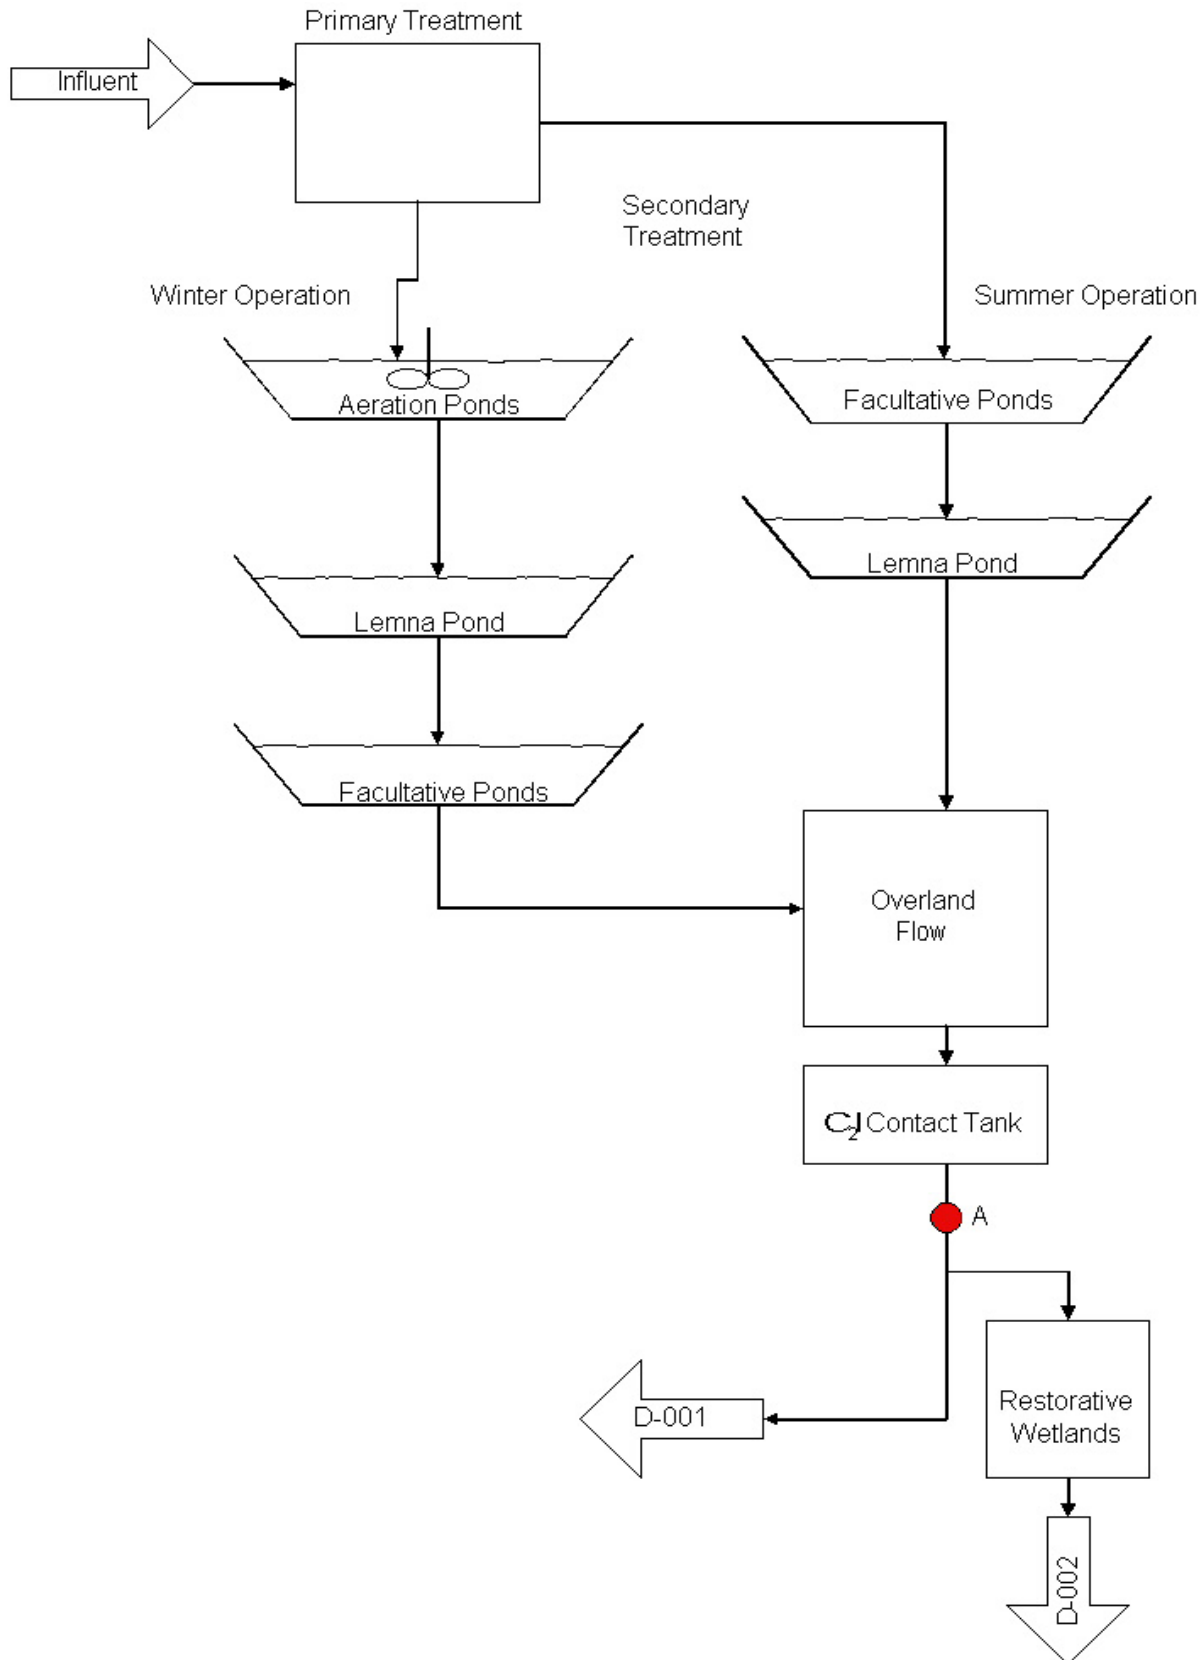 Primary Treatment
Influent
Secondary
Treatment
Winter Operation
Summer Operation
Aeration Ponds
Facultative Ponds
Lemna Pond
Lemna Pond
Facultative Ponds
Overland
Flow
C₂l Contact Tank
A
D-001
Restorative
Wetlands
D-002